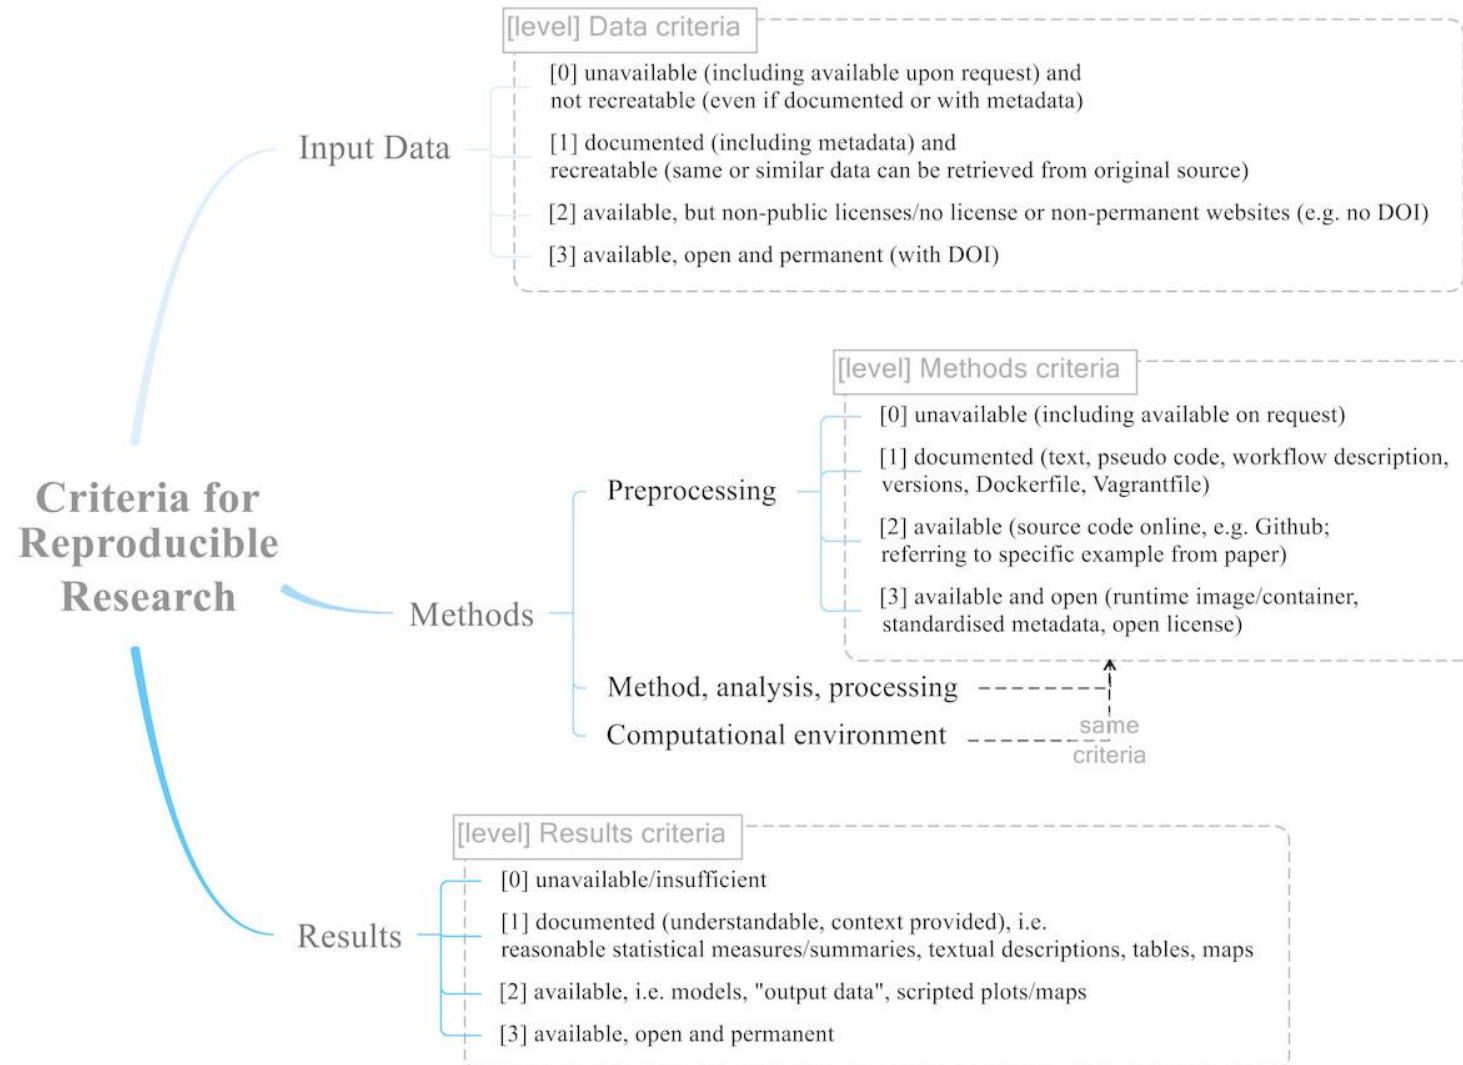 [level] Data criteria
[0] unavailable (including available upon request) and
not recreatable (even if documented or with metadata)
Input Data
[1] documented (including metadata) and
recreatable (same or similar data can be retrieved from original source)
[2] available, but non-public licenses/no license or non-permanent websites (e.g. no DOI)
[3] available, open and permanent (with DOI)
[level] Methods criteria
[0] unavailable (including available on request)
[1] documented (text, pseudo code, workflow description,
versions, Dockerfile, Vagrantfile)
Preprocessing
[2] available (source code online, e.g. Github;
referring to specific example from paper)
[3] available and open (runtime image/container,
standardised metadata, open license)
Criteria for
Reproducible
Research
Methods
Method, analysis, processing
Computational environment
same
criteria
[level] Results criteria
[0] unavailable/insufficient
[1] documented (understandable, context provided), i.e.
reasonable statistical measures/summaries, textual descriptions, tables, maps
Results
[2] available, i.e. models, "output data", scripted plots/maps
[3] available, open and permanent